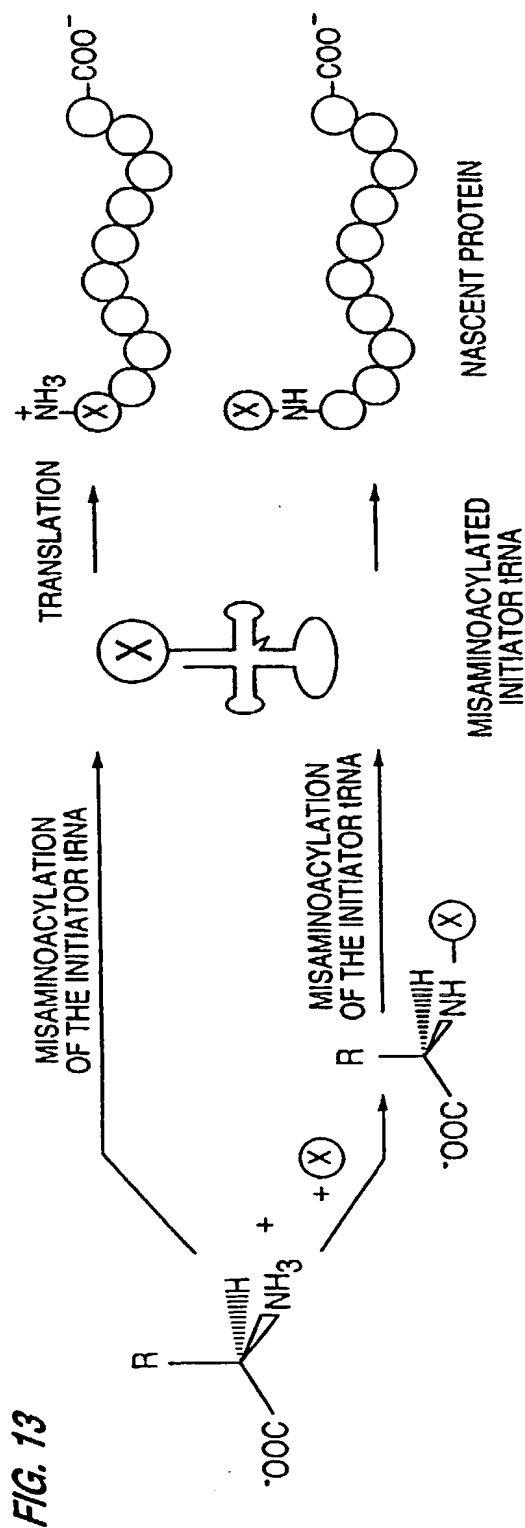 FIG. 13
R
H
NH3
+
-OOC
+ X
MISAMINOACYLATION
OF THE INITIATOR tRNA
R
H
NH - X
-OOC
MISAMINOACYLATION
OF THE INITIATOR tRNA
X
MISAMINOACYLATED
INITIATOR tRNA
TRANSLATION
+
NH3
X
COO-
X
NH
COO-
NASCENT PROTEIN